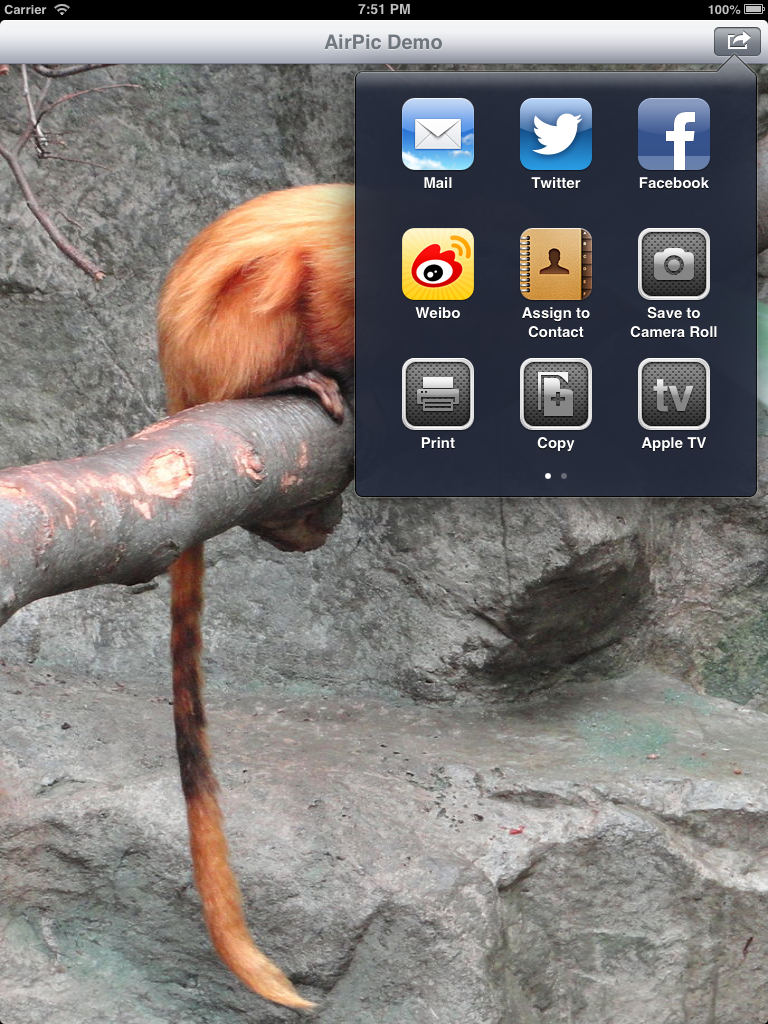 Carrier 7:51 PM 100%
AirPic Demo
Mail Twitter Facebook
Weibo Assign to Save to
Contact Camera Roll
tv
Print Copy Apple TV